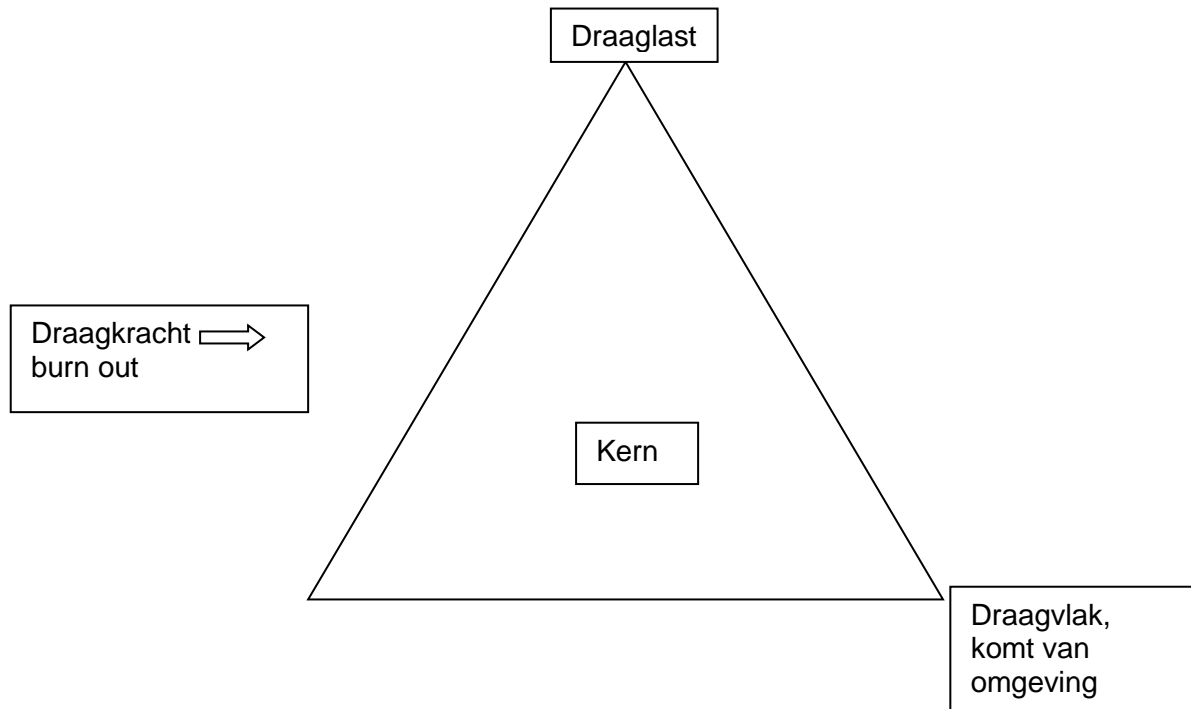 Draaglast
Draagkracht
burn out
Kern
Draagvlak,
komt van
omgeving